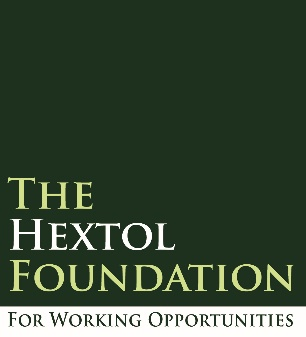 The
Hextol
Foundation
For Working Opportunities